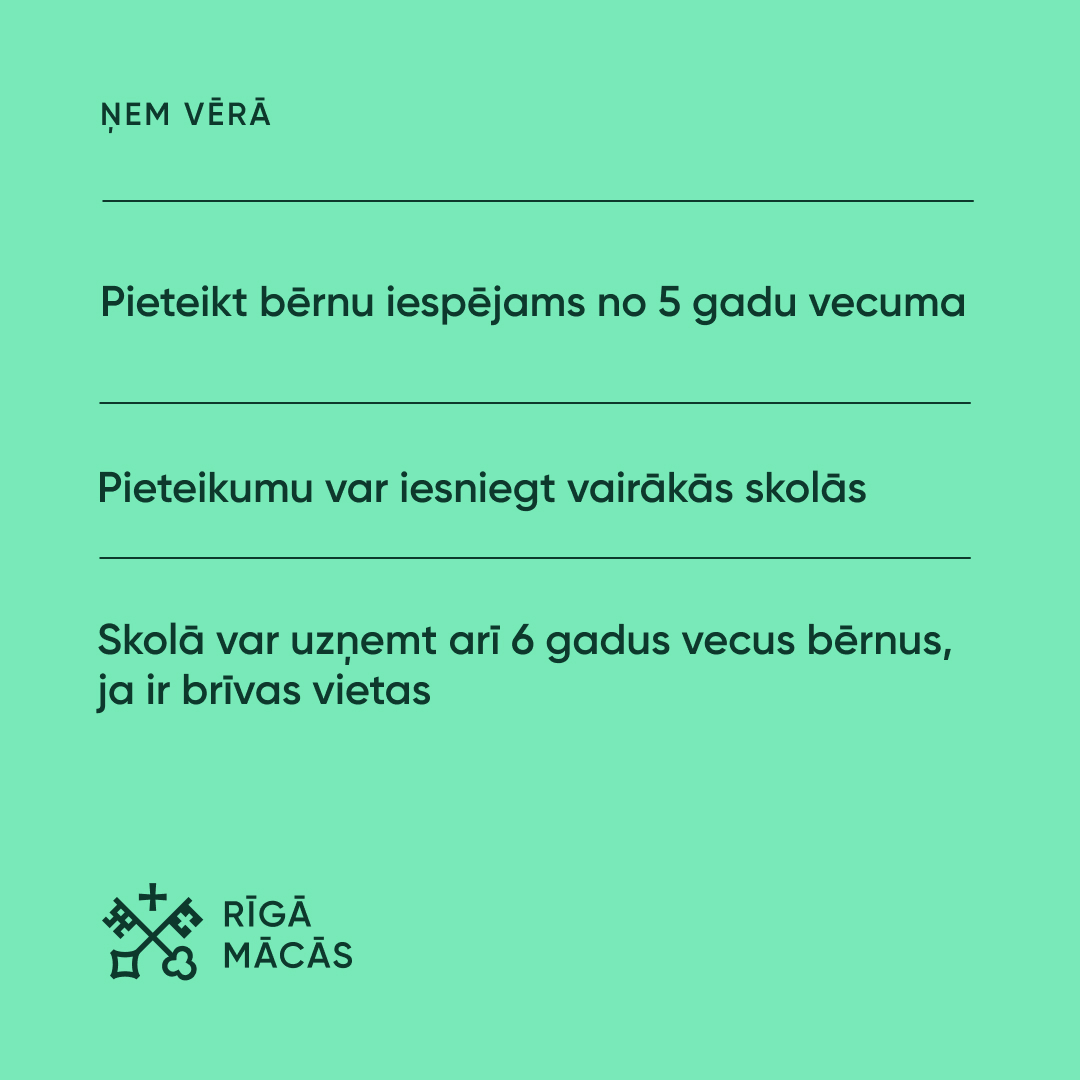 ŅEM VĒRĀ
Pieteikt bērnu iespējams no 5 gadu vecuma
Pieteikumu var iesniegt vairākās skolās
Skolā var uzņemt arī 6 gadus vecus bērnus,
ja ir brīvas vietas
RĪGĀ
MĀCĀS